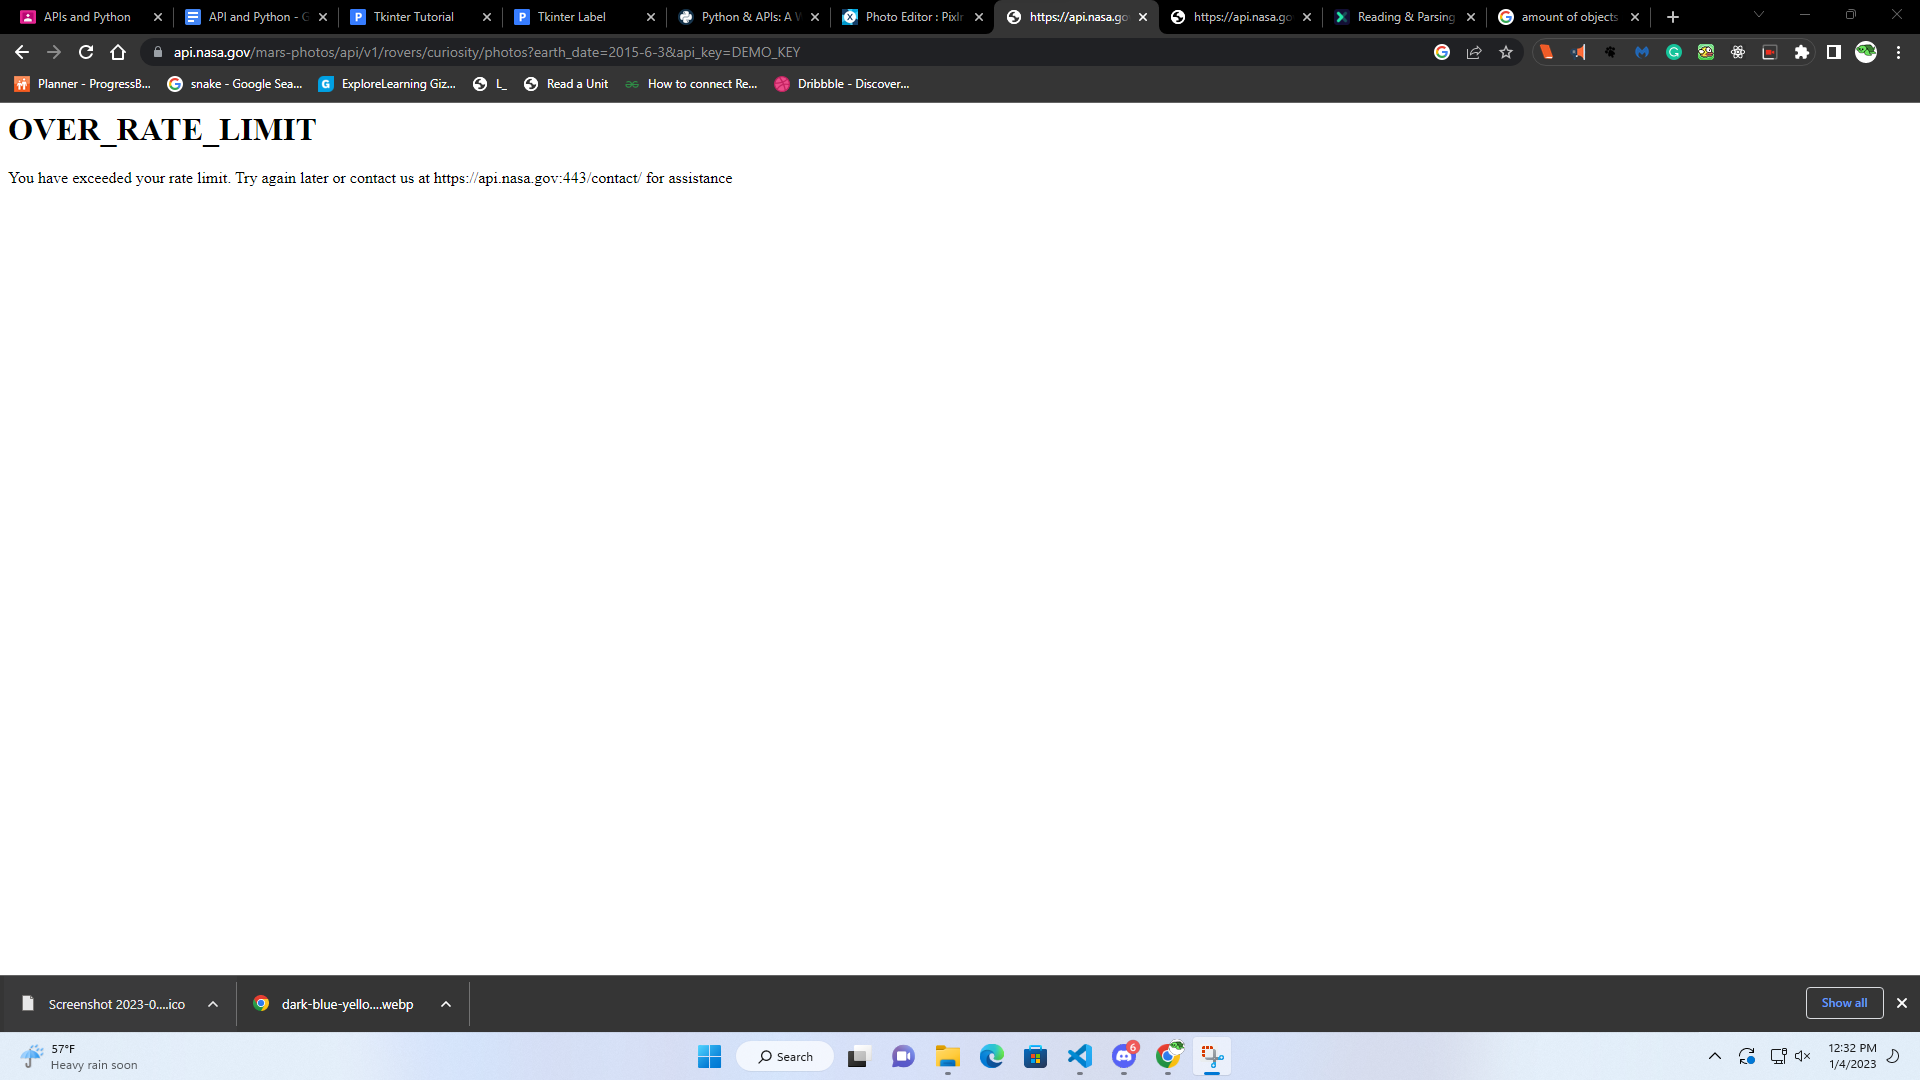 APIs and Python
API and Python - G
Tkinter Tutorial
Tkinter Label
Python & APIs: A W
Photo Editor : Pixlr
https://api.nasa.go
https://api.nasa.go
Reading & Parsing
amount of objects
api.nasa.gov/mars-photos/api/v1/rovers/curiosity/photos?earth_date=2015-6-3&api_key=DEMO_KEY
Planner - ProgressB...
snake - Google Sea...
ExploreLearning Giz...
L_
Read a Unit
How to connect Re...
Dribbble - Discover...
OVER_RATE_LIMIT
You have exceeded your rate limit. Try again later or contact us at https://api.nasa.gov:443/contact/ for assistance
Screenshot 2023-0....ico
dark-blue-yello....webp
Show all
57°F
Heavy rain soon
Search
6
12:32 PM
1/4/2023